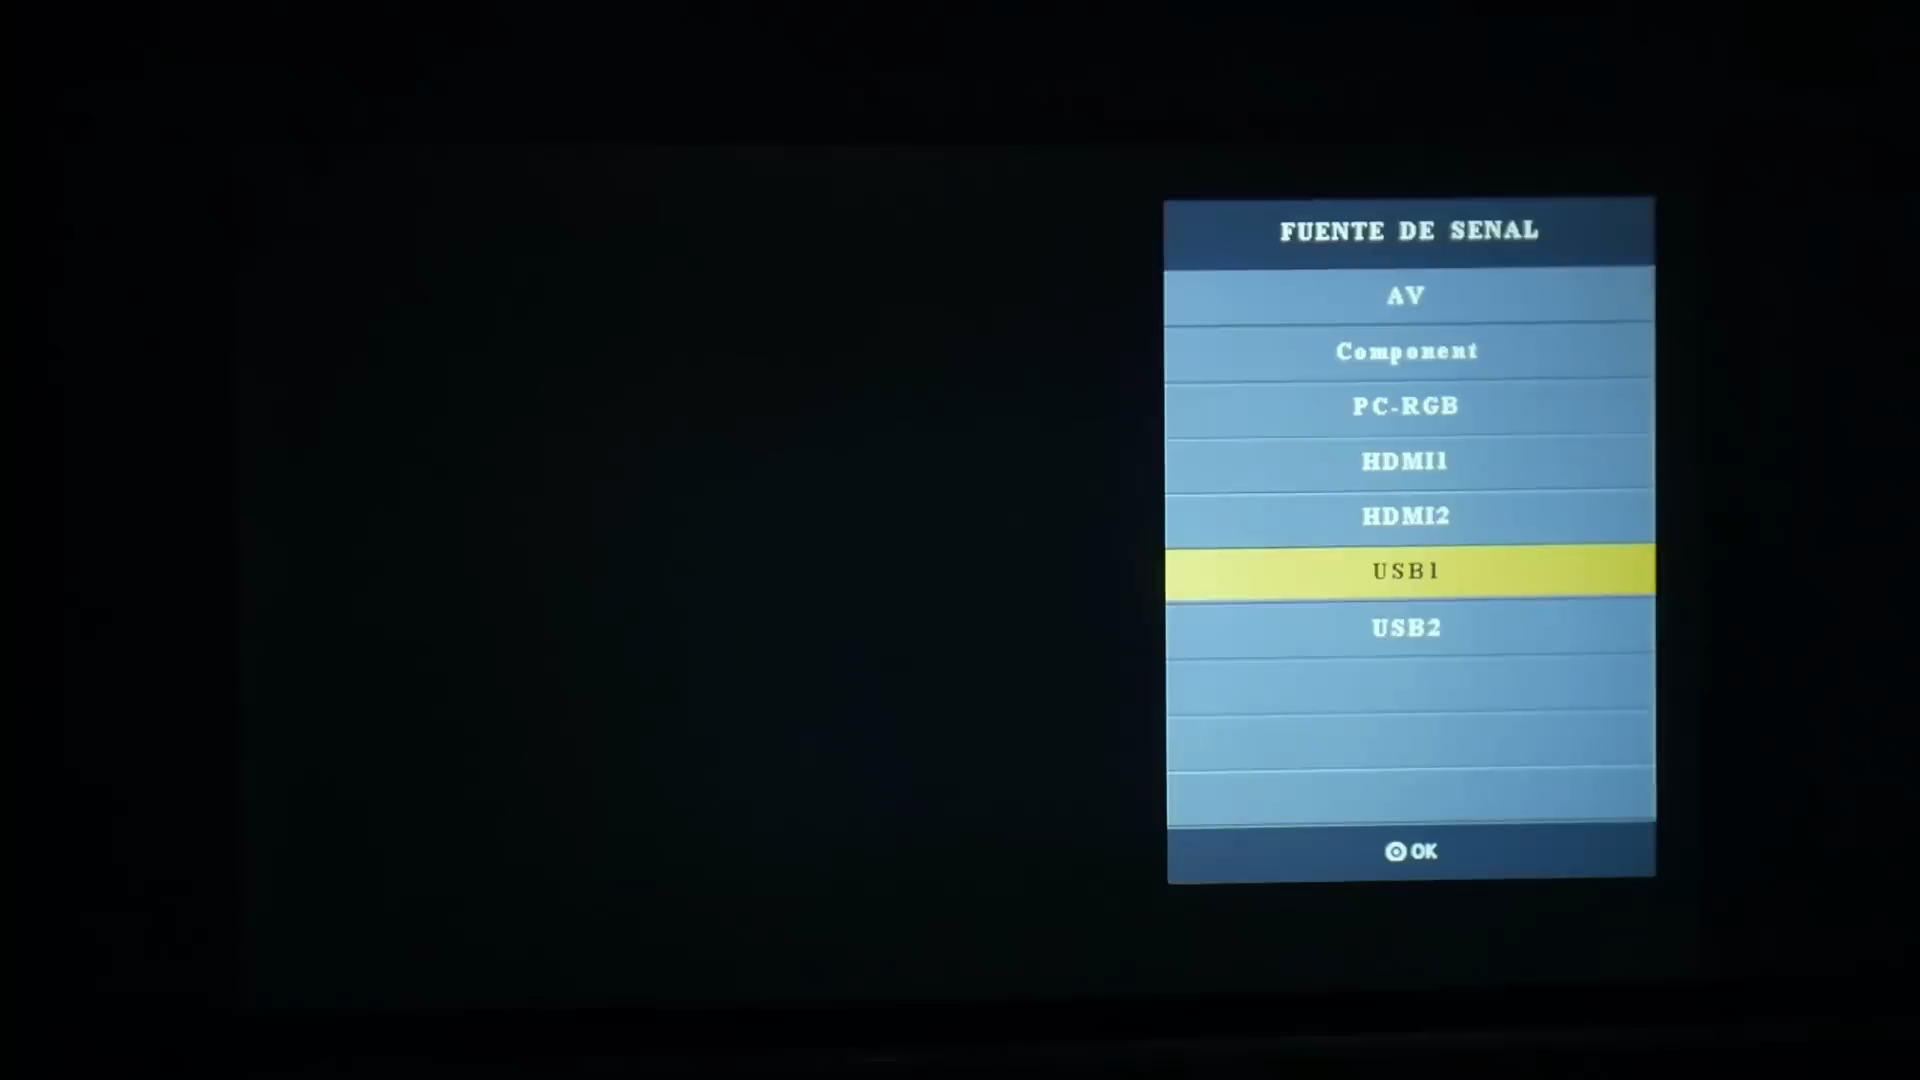 FUENTE DE SENAL
AV
Component
PC-RGB
HDMI1
HDMI2
USB1
USB2
OK